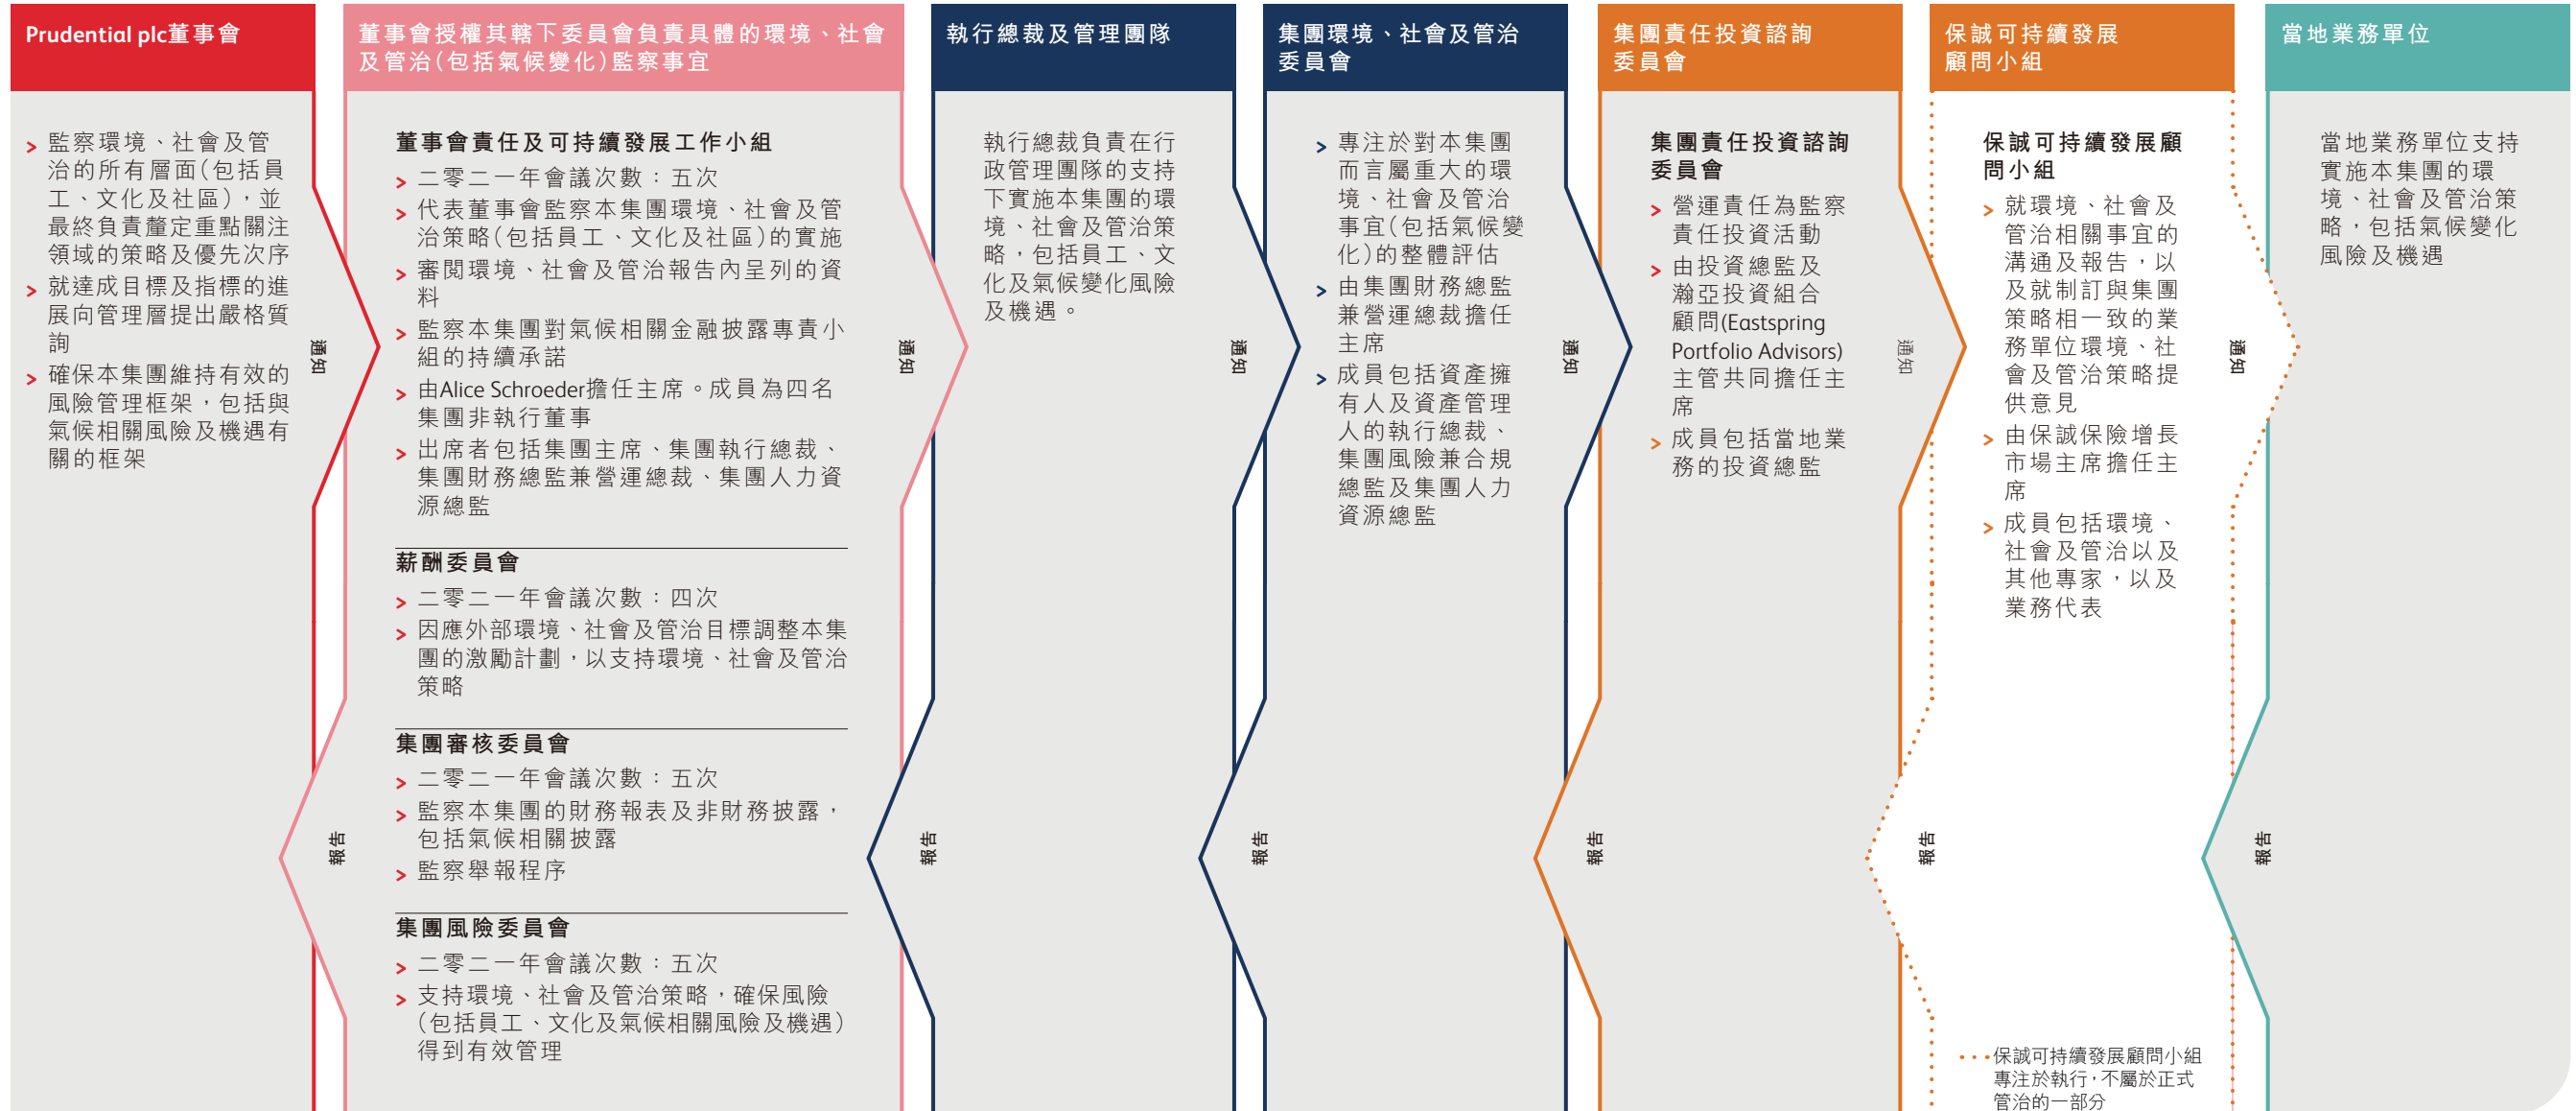 Prudential plc董事會
監察環境、社會及管
治的所有層面(包括員
工、文化及社區)，並
最終負責釐定重點關注
領域的策略及優先次序
就達成目標及指標的進
展向管理層提出嚴格質
詢
確保本集團維持有效的
風險管理框架，包括與
氣候相關風險及機遇有
關的框架
通知
報告
董事會授權其轄下委員會負責具體的環境、社會
及管治(包括氣候變化)監察事宜
董事會責任及可持續發展工作小組
二零二一年會議次數：五次
代表董事會監察本集團環境、社會及管
治策略(包括員工、文化及社區)的實施
審閱環境、社會及管治報告內呈列的資
料
監察本集團對氣候相關金融披露專責小
組的持續承諾
由Alice Schroeder擔任主席。成員為四名
集團非執行董事
出席者包括集團主席、集團執行總裁、
集團財務總監兼營運總裁、集團人力資
源總監
薪酬委員會
二零二一年會議次數：四次
因應外部環境、社會及管治目標調整本集
團的激勵計劃，以支持環境、社會及管治
策略
集團審核委員會
二零二一年會議次數：五次
監察本集團的財務報表及非財務披露，
包括氣候相關披露
監察舉報程序
集團風險委員會
二零二一年會議次數：五次
支持環境、社會及管治策略，確保風險
(包括員工、文化及氣候相關風險及機遇)
得到有效管理
通知
報告
執行總裁及管理團隊
執行總裁負責在行
政管理團隊的支持
下實施本集團的環
境、社會及管治策
略，包括員工、文
化及氣候變化風險
及機遇。
通知
報告
集團環境、社會及管治
委員會
專注於對本集團
而言屬重大的環
境、社會及管治
事宜(包括氣候變
化)的整體評估
由集團財務總監
兼營運總裁擔任
主席
成員包括資產擁
有人及資產管理
人的執行總裁、
集團風險兼合規
總監及集團人力
資源總監
通知
報告
集團責任投資諮詢
委員會
集團責任投資諮詢
委員會
營運責任為監察
責任投資活動
由投資總監及
瀚亞投資組合
顧問(Eastspring
Portfolio Advisors)
主管共同擔任主
席
成員包括當地業
務的投資總監
通知
報告
保誠可持續發展
顧問小組
保誠可持續發展顧
問小組
就環境、社會及
管治相關事宜的
溝通及報告，以
及就制訂與集團
策略相一致的業
務單位環境、社
會及管治策略提
供意見
由保誠保險增長
市場主席擔任主
席
成員包括環境、
社會及管治以及
其他專家，以及
業務代表
通知
報告
保誠可持續發展顧問小組
專注於執行，不屬於正式
管治的一部分
當地業務單位
當地業務單位支持
實施本集團的環
境、社會及管治策
略，包括氣候變化
風險及機遇